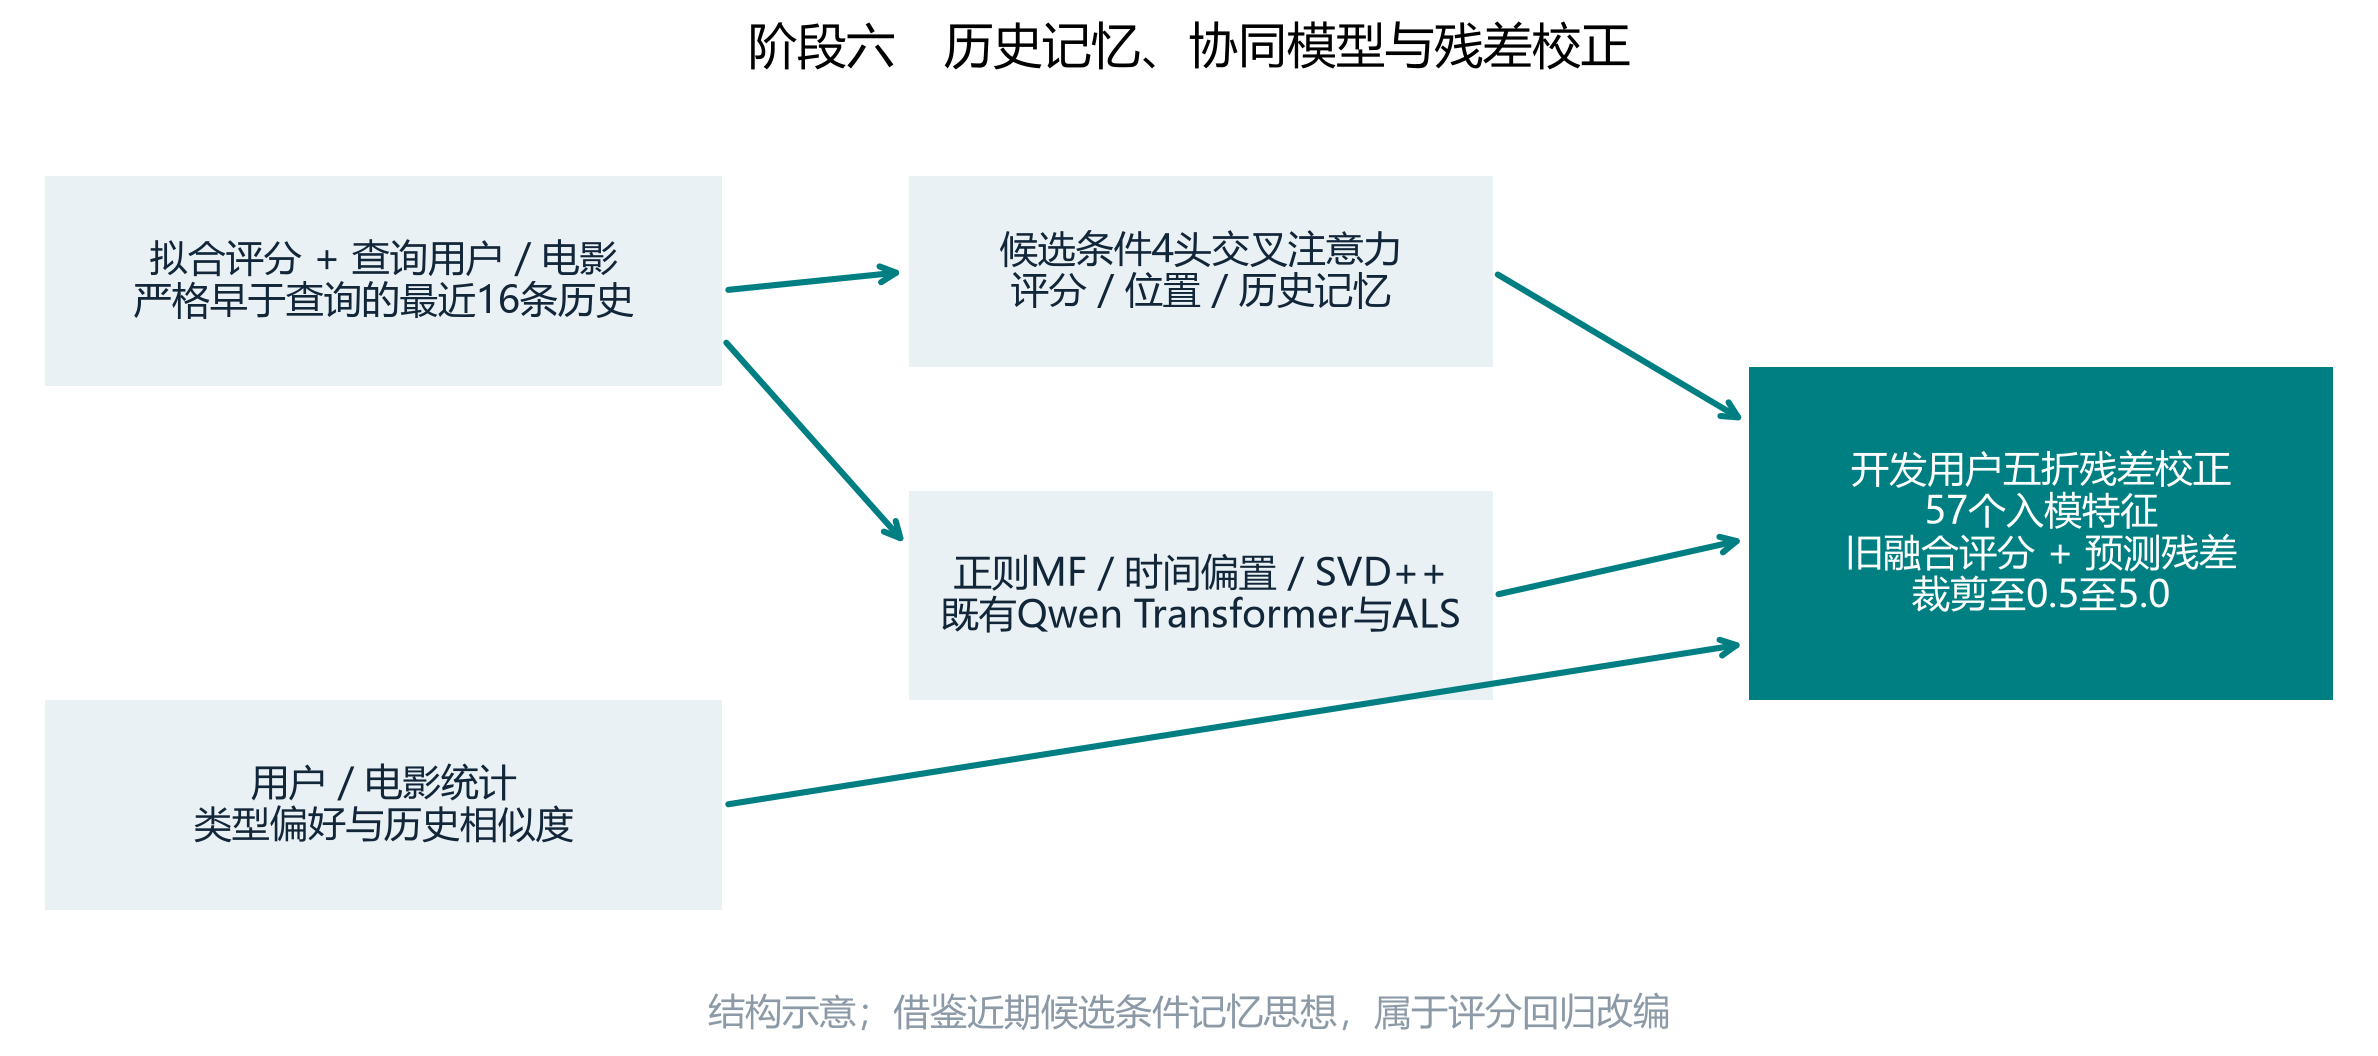 阶段六　历史记忆、协同模型与残差校正
拟合评分 + 查询用户 / 电影
严格早于查询的最近16条历史
候选条件4头交叉注意力
评分 / 位置 / 历史记忆
正则MF / 时间偏置 / SVD++
既有Qwen Transformer与ALS
用户 / 电影统计
类型偏好与历史相似度
开发用户五折残差校正
57个入模特征
旧融合评分 + 预测残差
裁剪至0.5至5.0
结构示意；借鉴近期候选条件记忆思想，属于评分回归改编